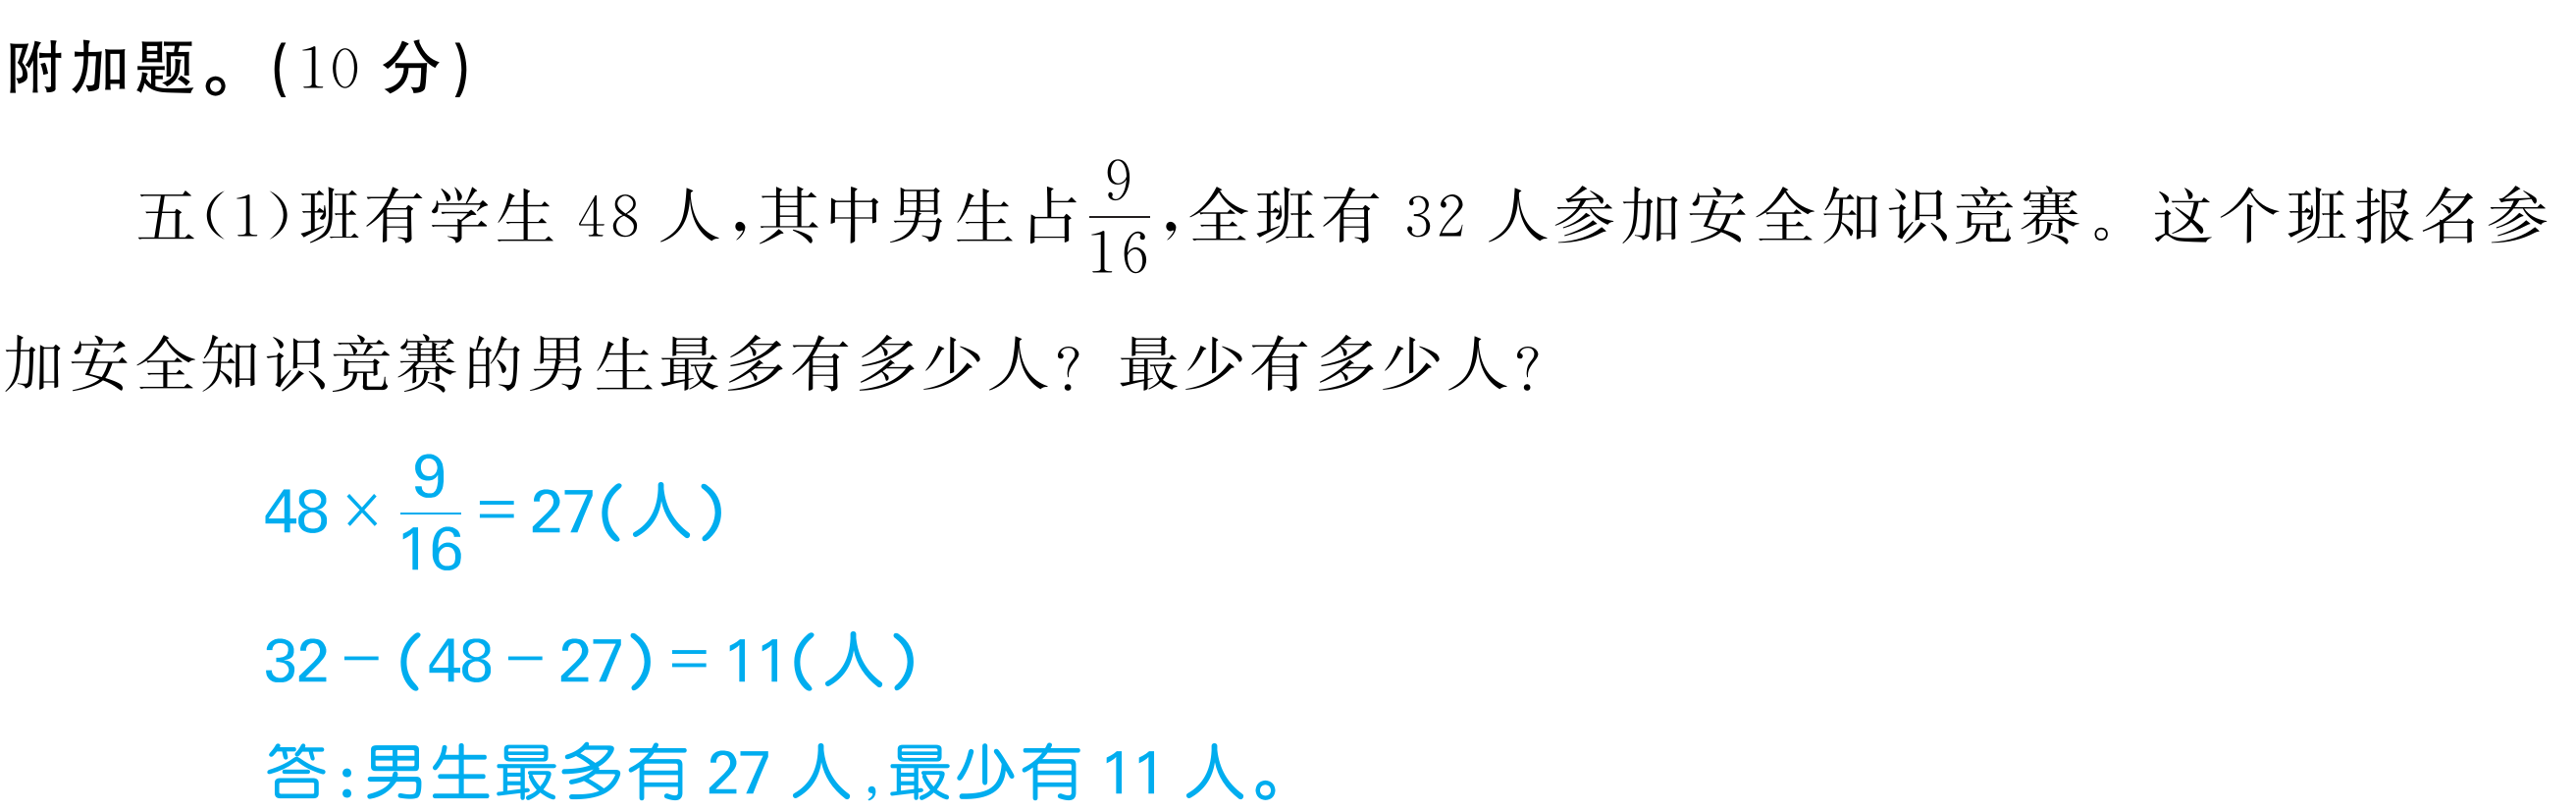 附加题。(10 分)
五(1)班有学生 48 人,其中男生占9/16,全班有 32 人参加安全知识竞赛。这个班报名参
加安全知识竞赛的男生最多有多少人? 最少有多少人?
48 × 9/16 = 27(人)
32 − (48 − 27) = 11(人)
答:男生最多有 27 人,最少有 11 人。